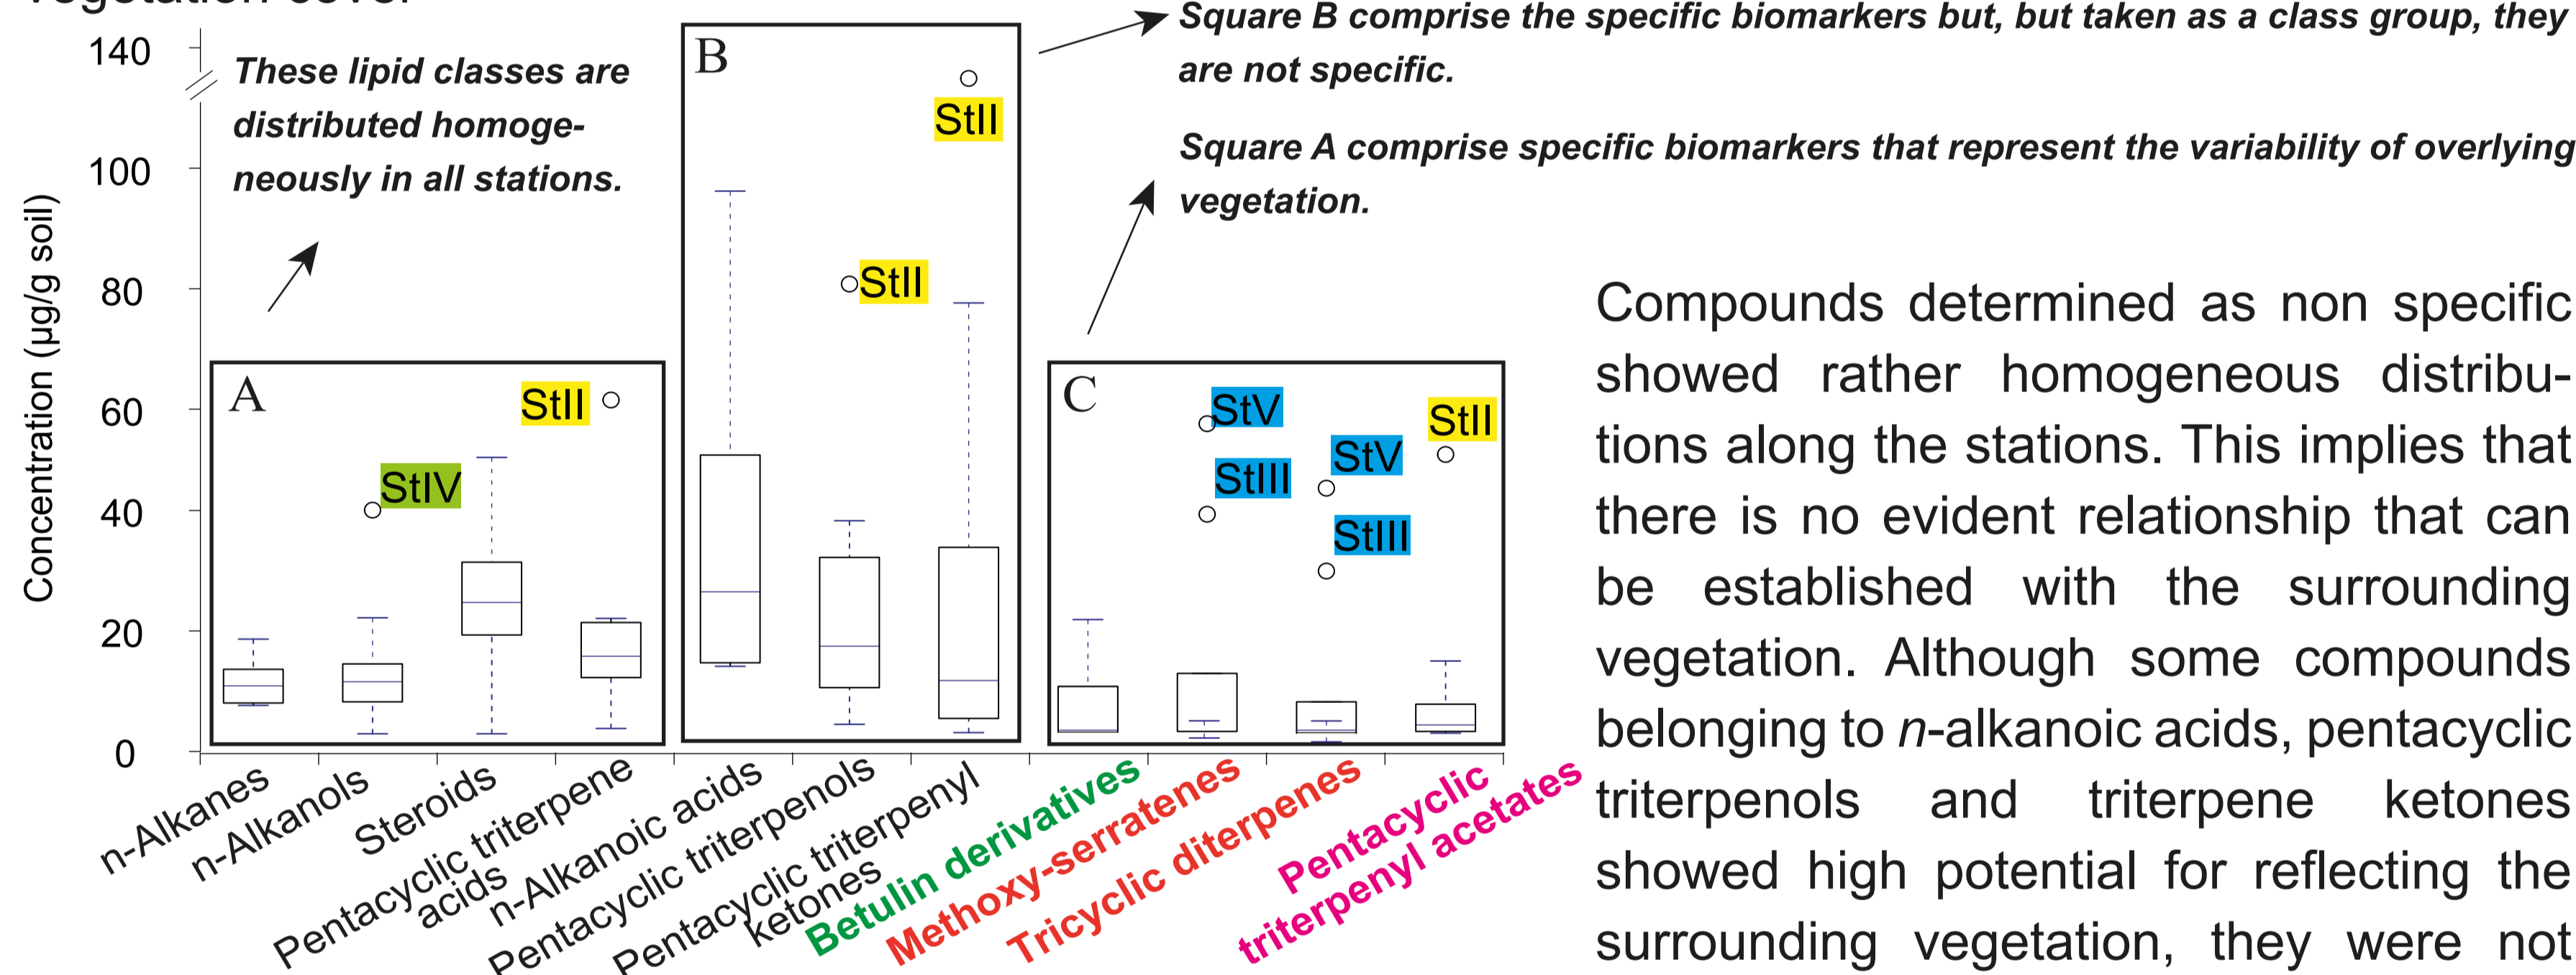 vegetation cover
Square B comprise the specific biomarkers but, but taken as a class group, they
are not specific.
Square A comprise specific biomarkers that represent the variability of overlying
vegetation.
These lipid classes are
distributed homoge-
neously in all stations.
Concentration (µg/g soil)
140
100
80
60
40
20
0
A
StIV
StII
B
StII
StII
C
StV
StIII
StV
StIII
StII
n-Alkanes
n-Alkanols
Steroids
Pentacyclic triterpene
acids
n-Alkanoic acids
Pentacyclic triterpenols
Pentacyclic triterpenyl
ketones
Betulin derivatives
Methoxy-serratenes
Tricyclic diterpenes
Pentacyclic
triterpenyl acetates
Compounds determined as non specific
showed rather homogeneous distribu-
tions along the stations. This implies that
there is no evident relationship that can
be established with the surrounding
vegetation. Although some compounds
belonging to n-alkanoic acids, pentacyclic
triterpenols and triterpene ketones
showed high potential for reflecting the
surrounding vegetation, they were not